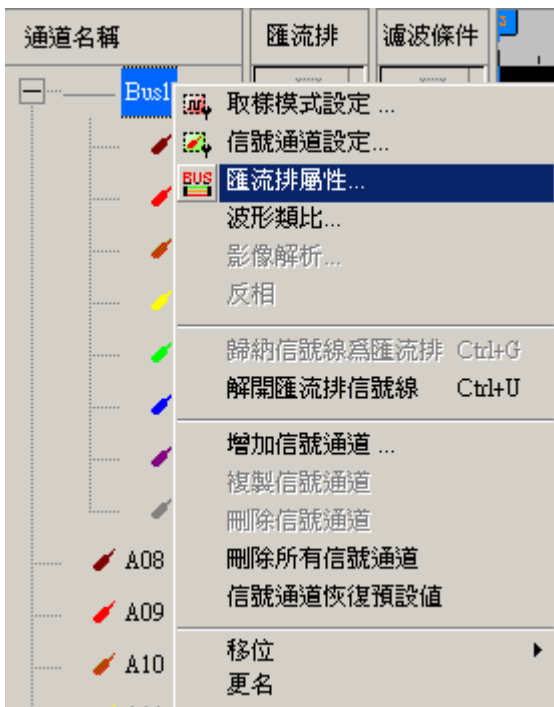 通道名稱 匯流排 濾波條件
Bus1
取樣模式設定 ...
信號通道設定...
BUS 匯流排屬性...
波形類比...
影像解析...
反相
歸納信號線爲匯流排 Ctrl+G
解開匯流排信號線 Ctrl+U
增加信號通道 ...
複製信號通道
刪除信號通道
A08 刪除所有信號通道
A09 信號通道恢復預設值
A10 移位
更名